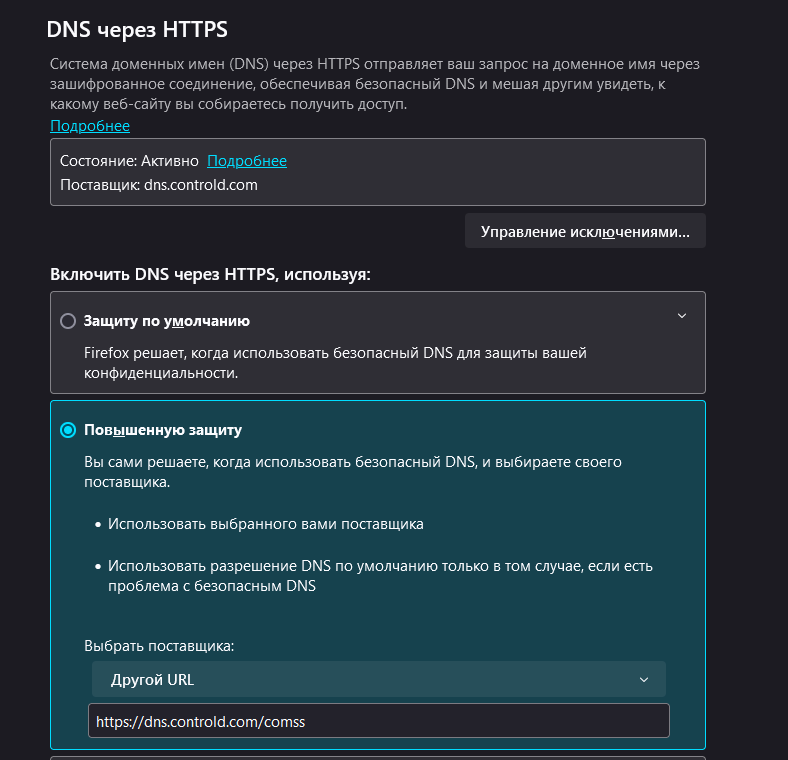 DNS через HTTPS
Система доменных имен (DNS) через HTTPS отправляет ваш запрос на доменное имя через
зашифрованное соединение, обеспечивая безопасный DNS и мешая другим увидеть, к
какому веб-сайту вы собираетесь получить доступ.
Подробнее
Состояние: Активно Подробнее
Поставщик: dns.controld.com
Управление исключениями...
Включить DNS через HTTPS, используя:
Защиту по умолчанию
Firefox решает, когда использовать безопасный DNS для защиты вашей
конфиденциальности.
Повышенную защиту
Вы сами решаете, когда использовать безопасный DNS, и выбираете своего
поставщика.
• Использовать выбранного вами поставщика
• Использовать разрешение DNS по умолчанию только в том случае, если есть
проблема с безопасным DNS
Выбрать поставщика:
Другой URL
https://dns.controld.com/comss